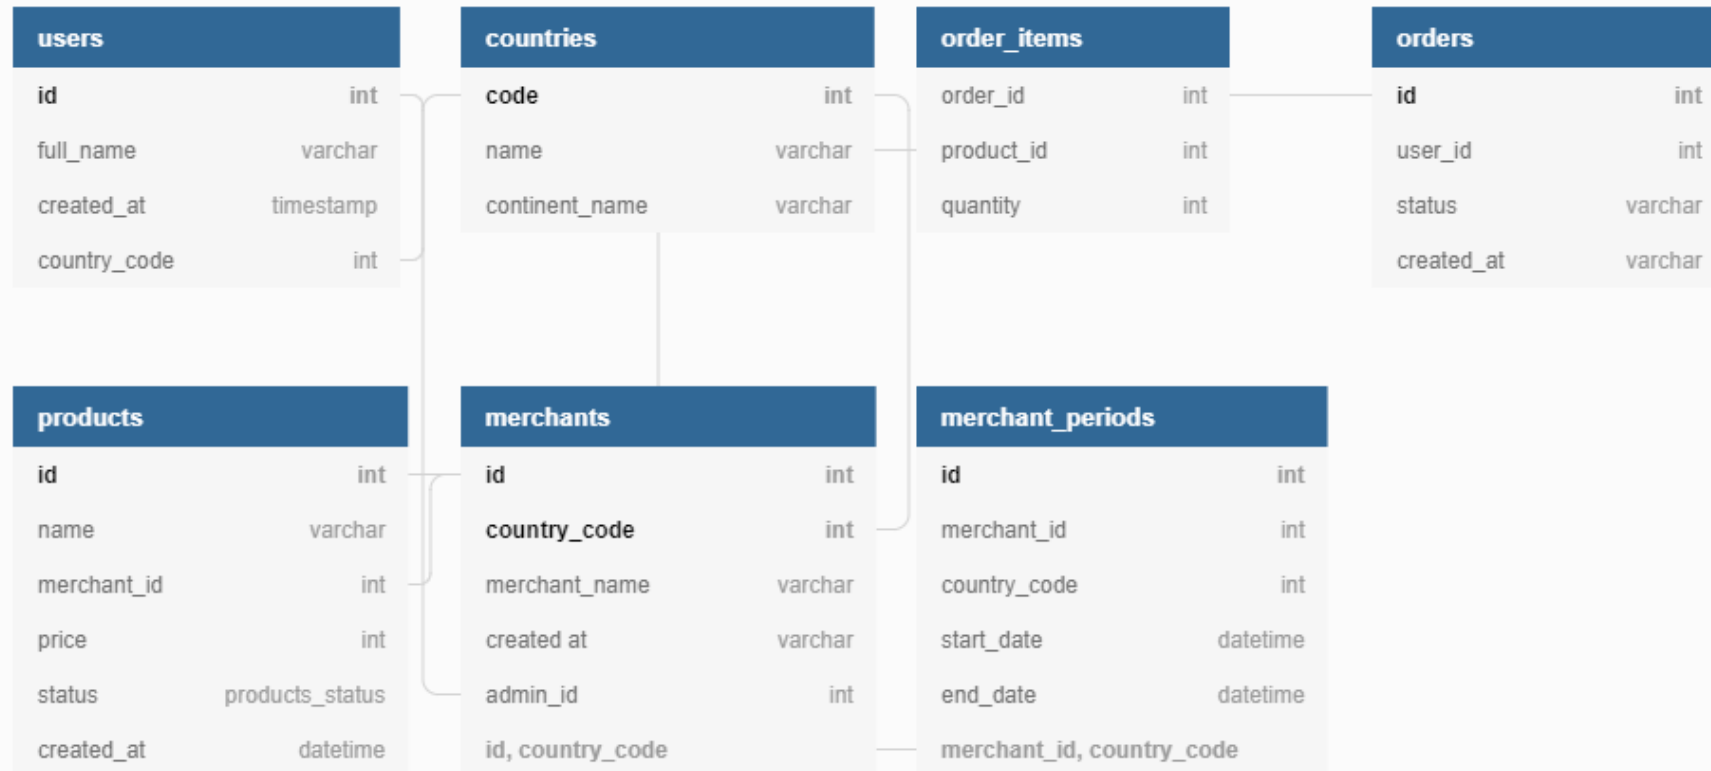 users
id int
full_name varchar
created_at timestamp
country_code int
countries
code int
name varchar
continent_name varchar
order_items
order_id int
product_id int
quantity int
orders
id int
user_id int
status varchar
created_at varchar
products
id int
name varchar
merchant_id int
price int
status products_status
created_at datetime
merchants
id int
country_code int
merchant_name varchar
created at varchar
admin_id int
id, country_code
merchant_periods
id int
merchant_id int
country_code int
start_date datetime
end_date datetime
merchant_id, country_code